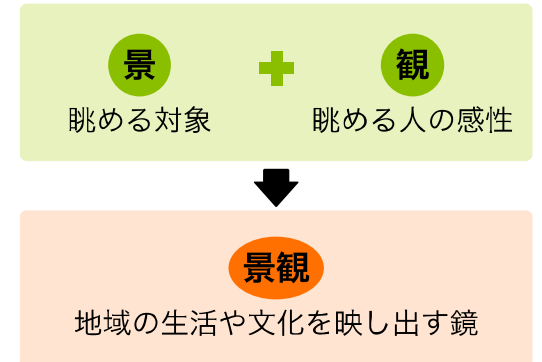 景 + 観
眺める対象 眺める人の感性
景観
地域の生活や文化を映し出す鏡